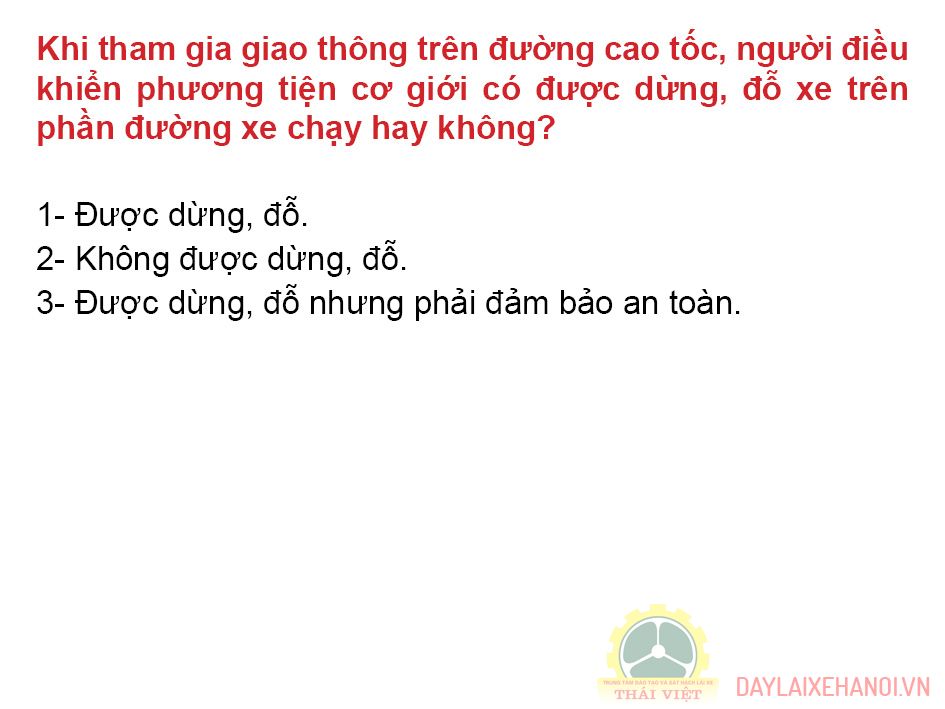 Khi tham gia giao thông trên đường cao tốc, người điều
khiển phương tiện cơ giới có được dừng, đỗ xe trên
phần đường xe chạy hay không?
1- Được dừng, đỗ.
2- Không được dừng, đỗ.
3- Được dừng, đỗ nhưng phải đảm bảo an toàn.
TRUNG TÂM ĐÀO TẠO VÀ SÁT HẠCH LÁI XE
THÁI VIỆT
DAYLAIXEHANOI.VN